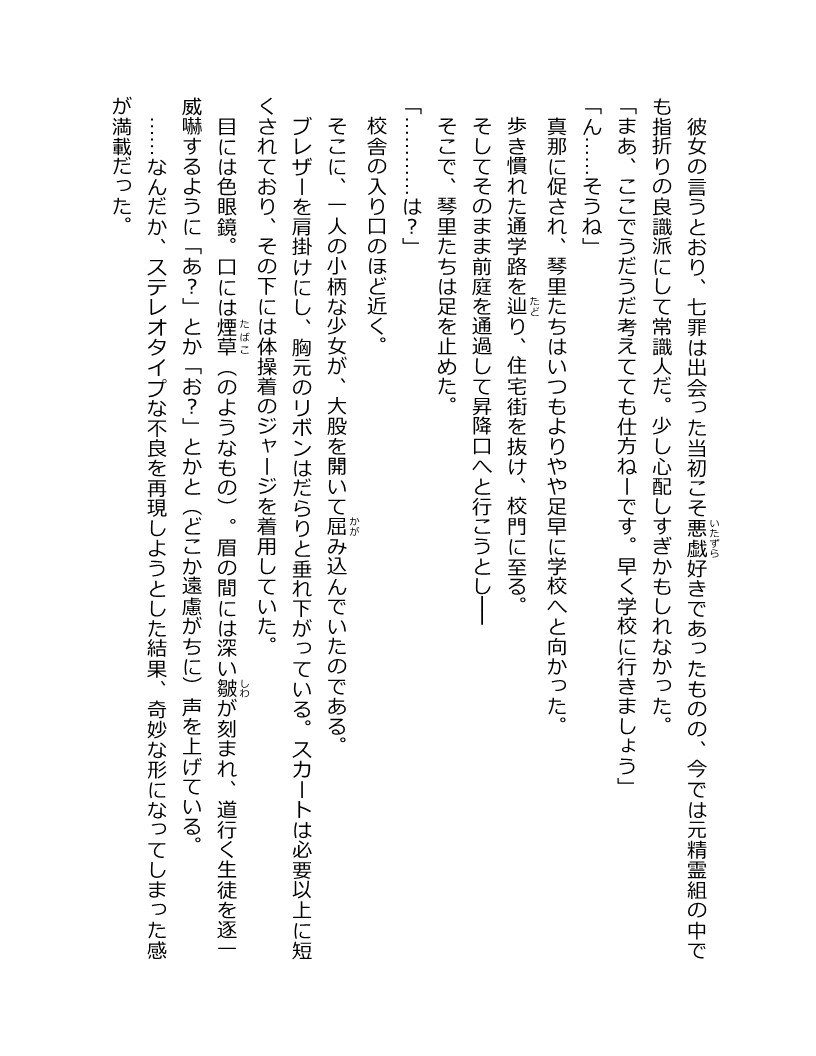 彼女の言うとおり、七罪は出会った当初こそ悪戯好きであったものの、今では元精霊組の中で
も指折りの良識派にして常識人だ。少し心配しすぎかもしれなかった。
「まあ、ここでうだうだ考えてても仕方ねーです。早く学校に行きましょう」
「ん……そうね」
真那に促され、琴里たちはいつもよりやや足早に学校へと向かった。
歩き慣れた通学路を辿り、住宅街を抜け、校門に至る。
そしてそのまま前庭を通過して昇降口へと行こうとし──
そこで、琴里たちは足を止めた。
「…………は？」
校舎の入り口のほど近く。
そこに、一人の小柄な少女が、大股を開いて屈み込んでいたのである。
ブレザーを肩掛けにし、胸元のリボンはだらりと垂れ下がっている。スカートは必要以上に短
くされており、その下には体操着のジャージを着用していた。
目には色眼鏡。口には煙草（のようなもの）。眉の間には深い皺が刻まれ、道行く生徒を逐一
威嚇するように「あ？」とか「お？」とかと（どこか遠慮がちに）声を上げている。
……なんだか、ステレオタイプな不良を再現しようとした結果、奇妙な形になってしまった感
が満載だった。
いたずら
たど
かが
たばこ
しわ